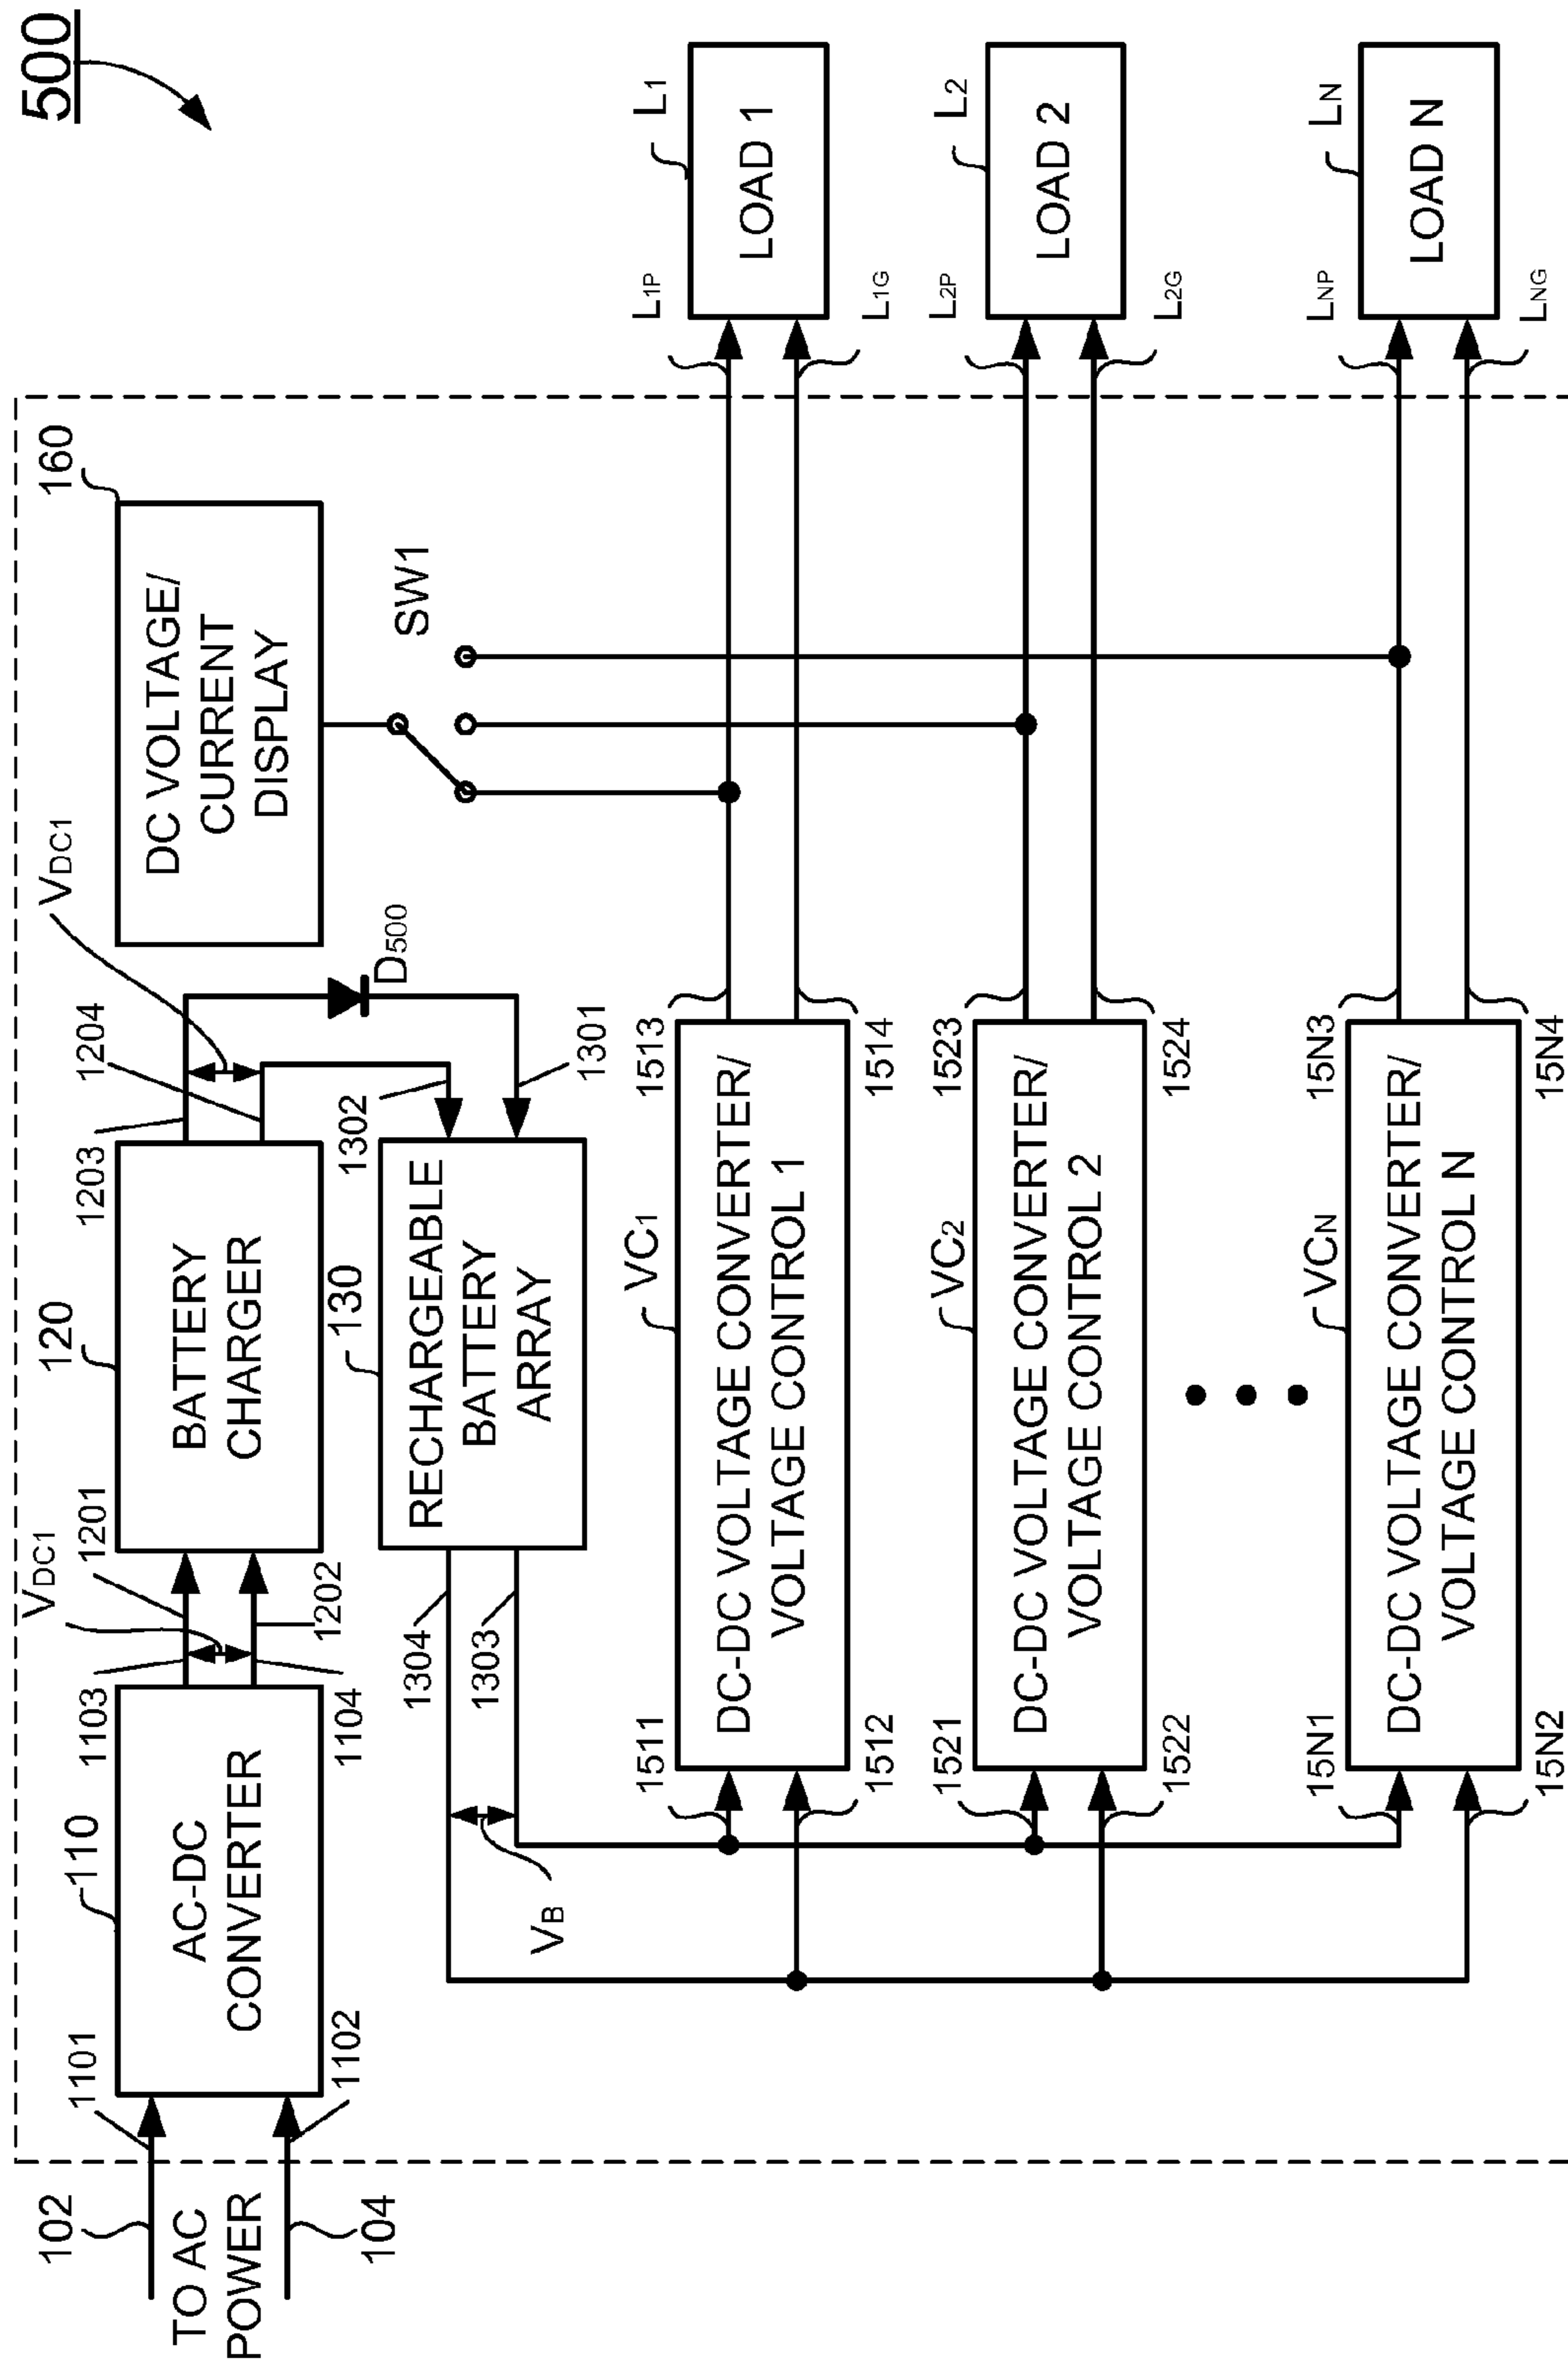 500
102
TO AC
POWER
104
1101
1102
110
AC-DC
CONVERTER
1103
1104
VDC1
1201
1202
120
BATTERY
CHARGER
1203
1204
VDC1
D500
160
DC VOLTAGE/
CURRENT
DISPLAY
SW1
130
RECHARGEABLE
BATTERY
ARRAY
1302
1301
1304
1303
VB
1511
1512
VC1
DC-DC VOLTAGE CONVERTER/
VOLTAGE CONTROL 1
1513
1514
L1P
L1G
L1
LOAD 1
1521
1522
VC2
DC-DC VOLTAGE CONVERTER/
VOLTAGE CONTROL 2
1523
1524
L2P
L2G
L2
LOAD 2
15N1
15N2
VCN
DC-DC VOLTAGE CONVERTER/
VOLTAGE CONTROL N
15N3
15N4
LNP
LNG
LN
LOAD N